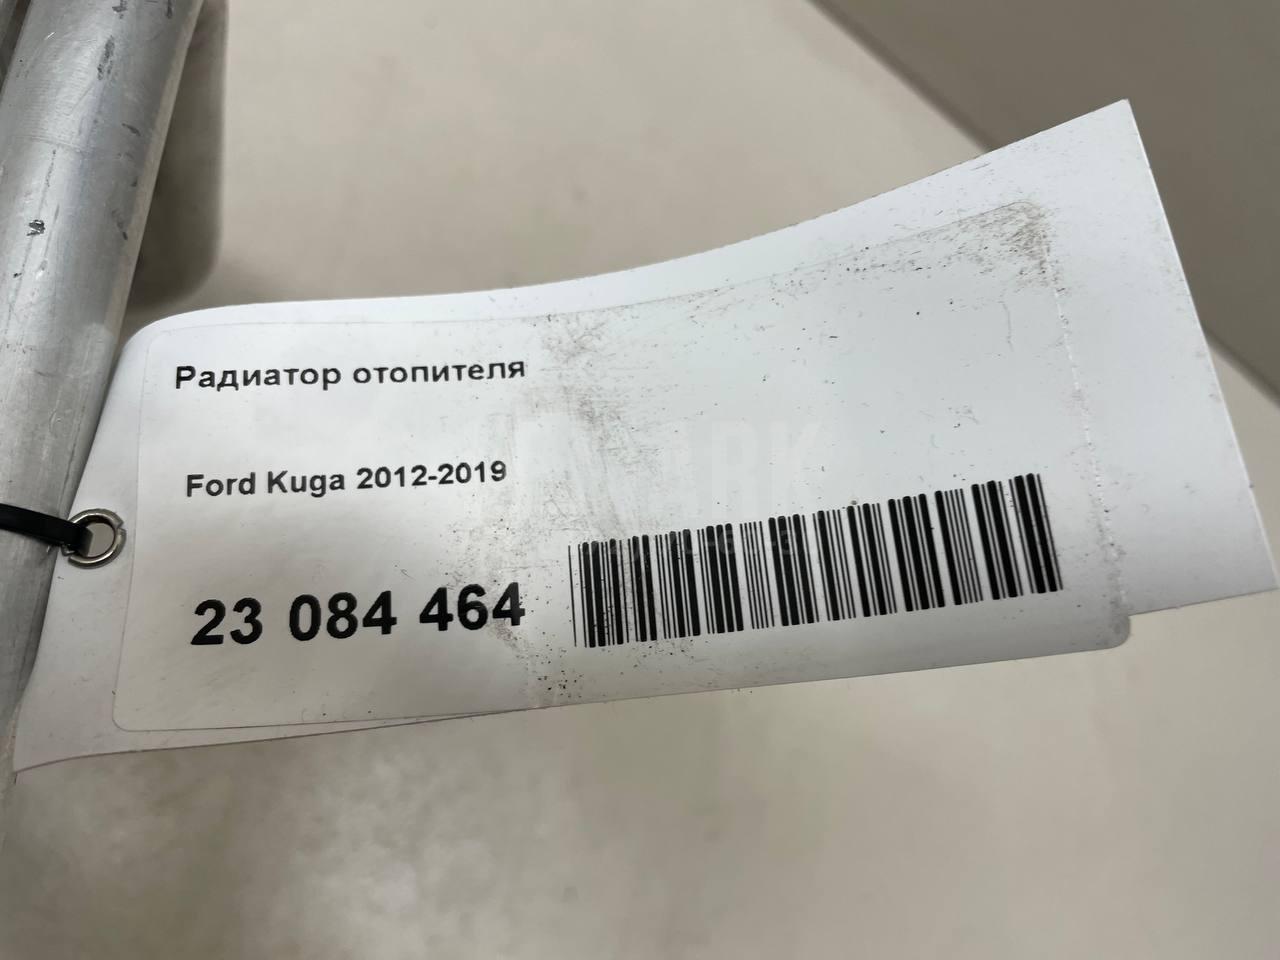 Радиатор отопителя
Ford Kuga 2012-2019
23 084 464